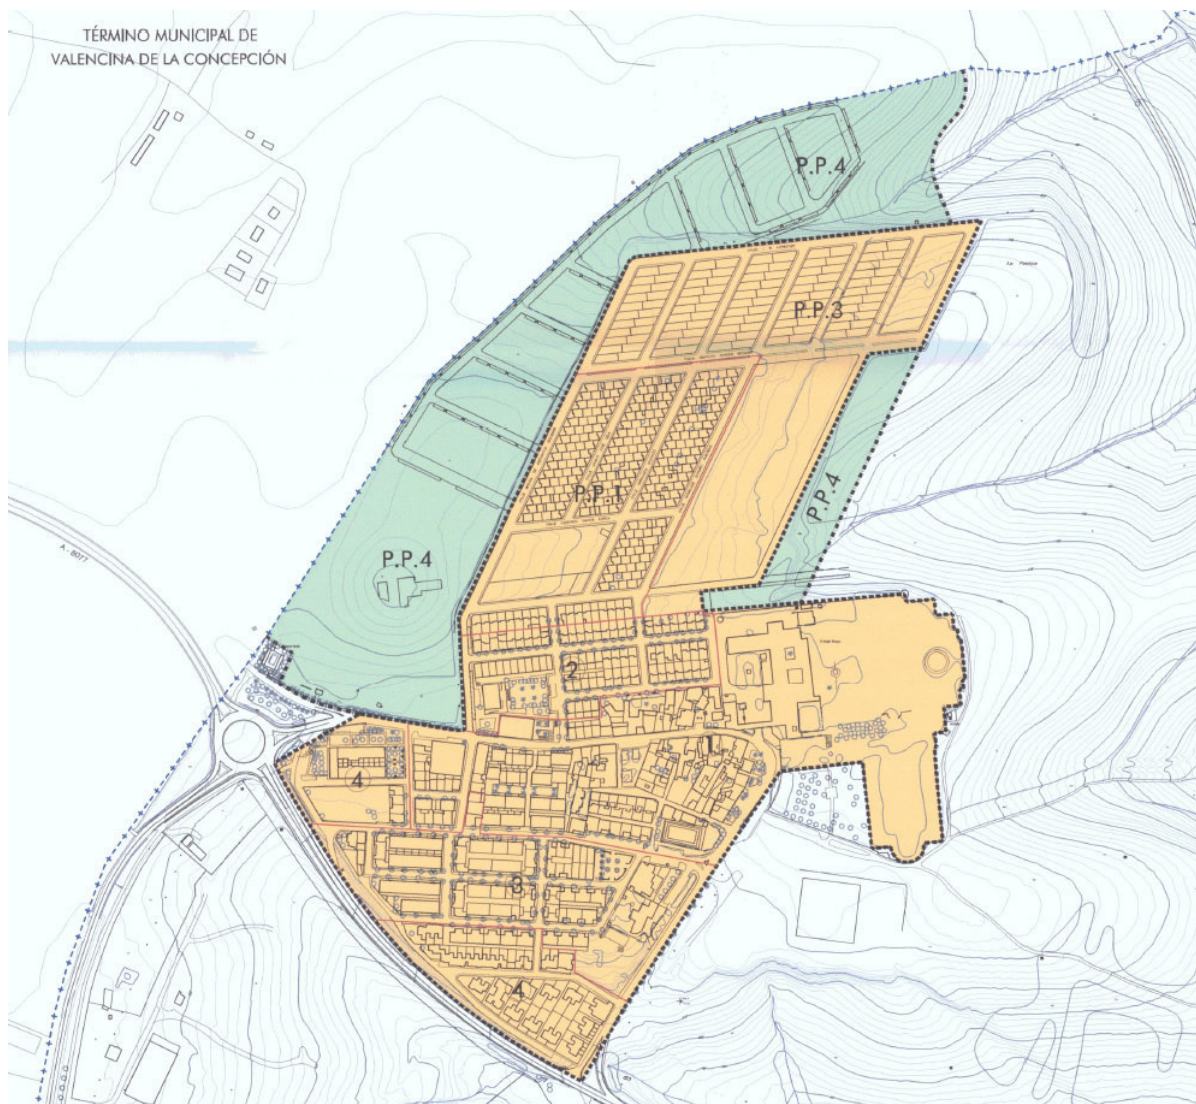 TÉRMINO MUNICIPAL DE
VALENCINA DE LA CONCEPCIÓN
P.P.4
P.P.3
P.P.1
P.P.4
P.P.4
A - 8077
2
1
4
3
4